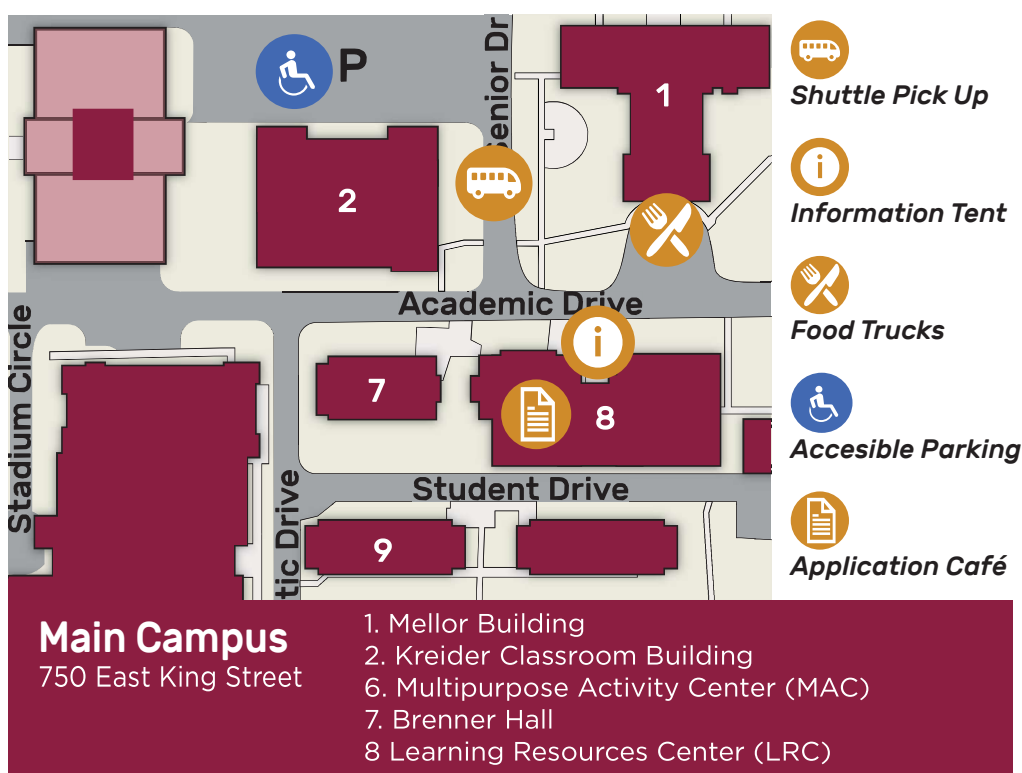 P
Senior Dr
1
2
Academic Drive
Stadium Circle
i
7
8
Student Drive
tic Drive
9
Shuttle Pick Up
i
Information Tent
Food Trucks
Accesible Parking
Application Café
Main Campus
750 East King Street
1. Mellor Building
2. Kreider Classroom Building
6. Multipurpose Activity Center (MAC)
7. Brenner Hall
8 Learning Resources Center (LRC)